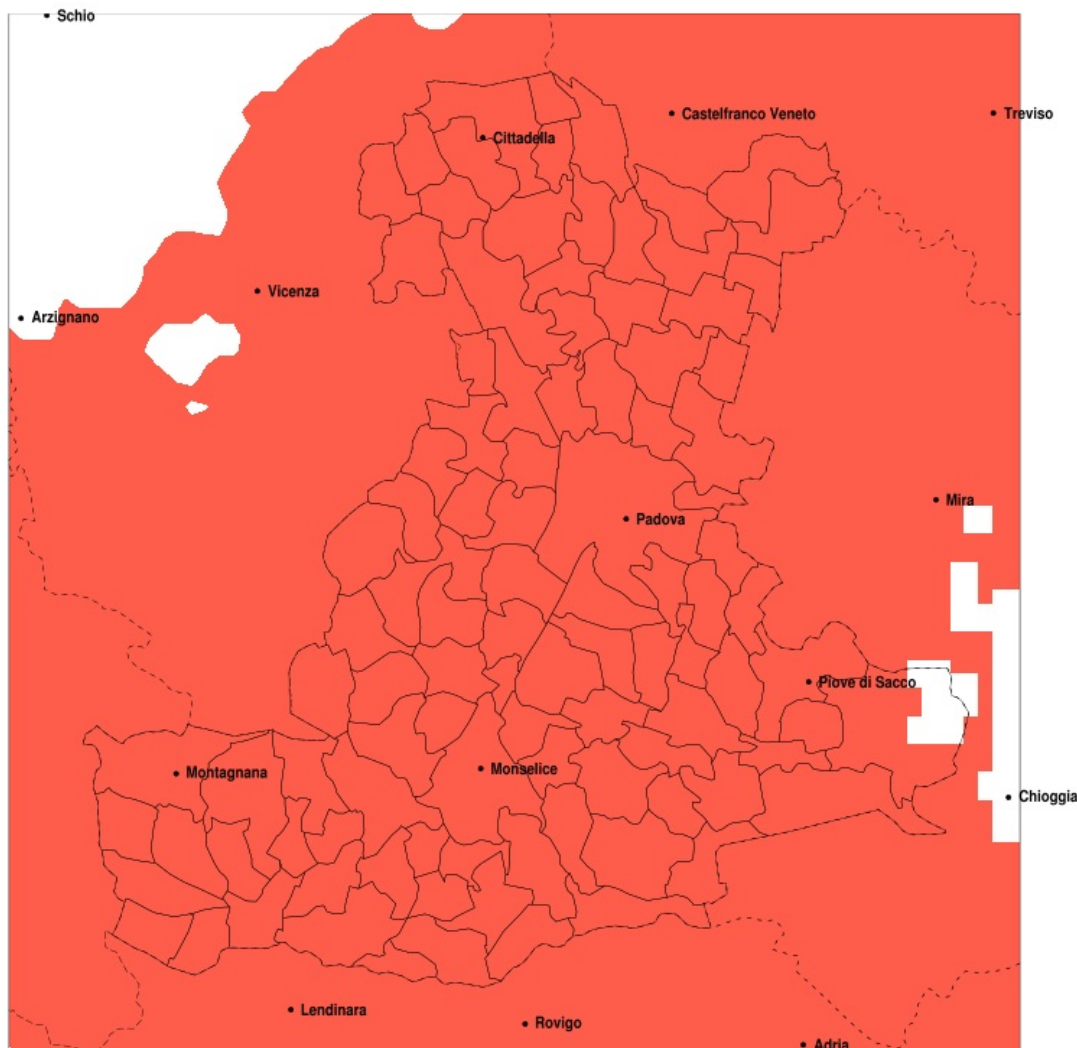 Schio
Castelfranco Veneto
Treviso
Cittadella
Vicenza
Arzignano
Mira
Padova
Piove di Sacco
Monselice
Montagnana
Chioggia
Lendinara
Rovigo
Adria